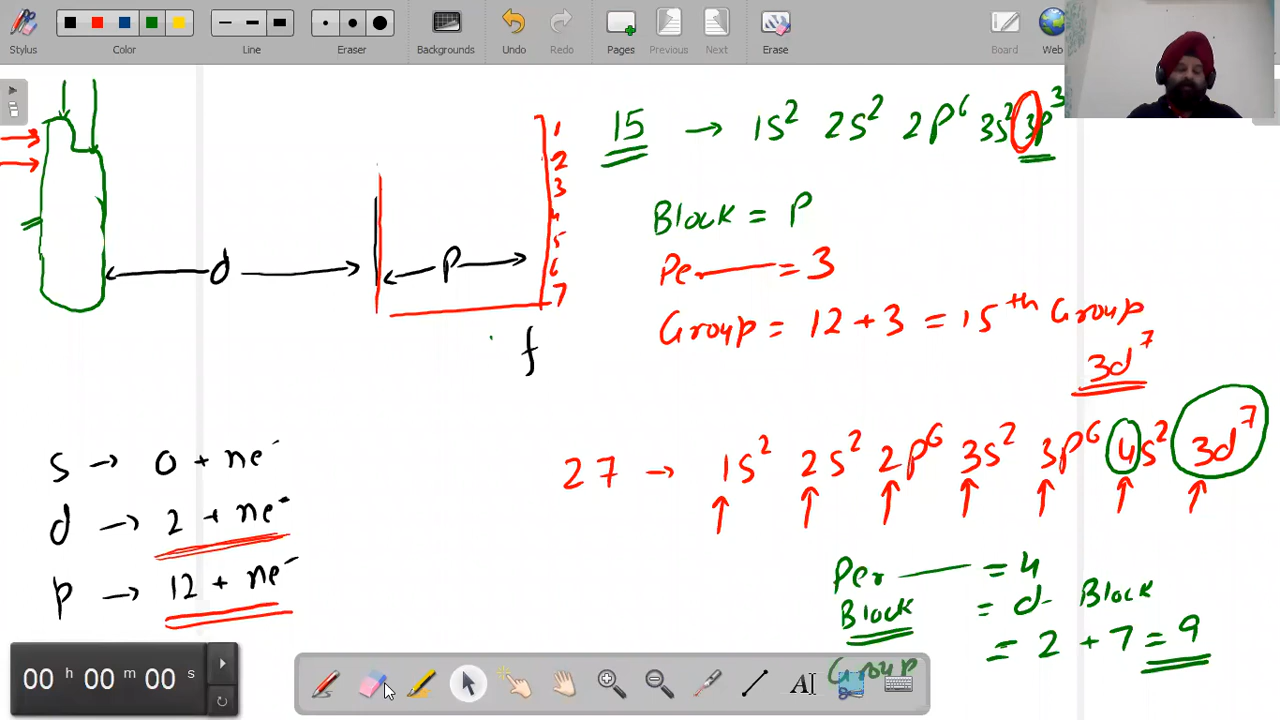 Stylus
Color
Line
Eraser
Backgrounds
Undo
Redo
Pages
Previous
Next
Erase
Board
Web
15 → 1s² 2s² 2p⁶ 3s² 3p³
Block = p
Per—— = 3
Group = 12 + 3 = 15th Group
3d⁷
1
2
3
4
5
6
7
d
p
f
s → 0 + ne⁻
d → 2 + ne⁻
p → 12 + ne⁻
27 → 1s² 2s² 2p⁶ 3s² 3p⁶ 4s² 3d⁷
Per —— = 4
Block = d- Block
Group = 2 + 7 = 9
00 h 00 m 00 s